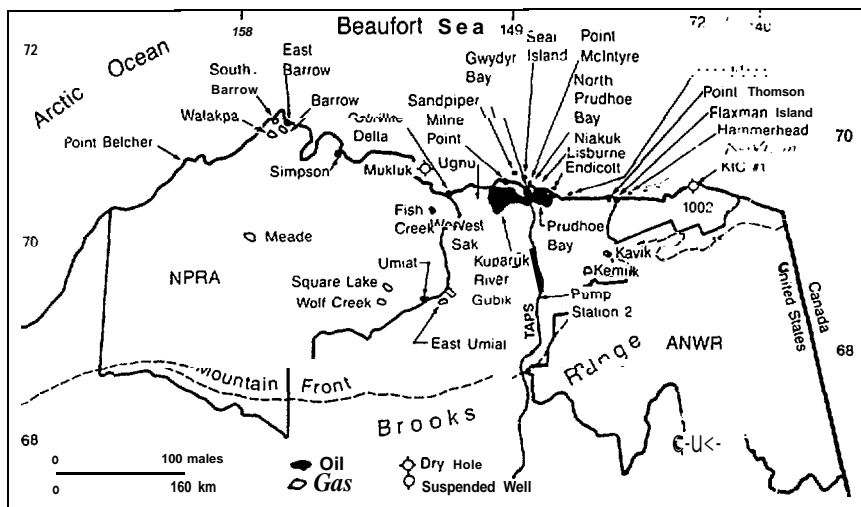 158
Beaufort Sea
149
72
72
Arctic Ocean
East
Barrow
South
Barrow
Barrow
Walakpa
Point Belcher
Simpson
Della
Mukluk
Sandpiper
Milne
Point
Ugnu
Gwydyr
Bay
Seal
Island
Point
McIntyre
North
Prudhoe
Bay
Niakuk
Lisburne
Endicott
Point Thomson
Flaxman Island
Hammerhead
KIC #1
70
1002
70
Meade
NPRA
Fish
Creek
West
Sak
Umiat
Square Lake
Wolf Creek
East Umial
Kuparuk
River
Gubik
Prudhoe
Bay
TAPS
Pump
Station 2
Kavik
Kemik
ANWR
Canada
United States
68
Mountain Front
Brooks Range
68
0 100 males
0 160 km
Oil
Gas
Dry Hole
Suspended Well